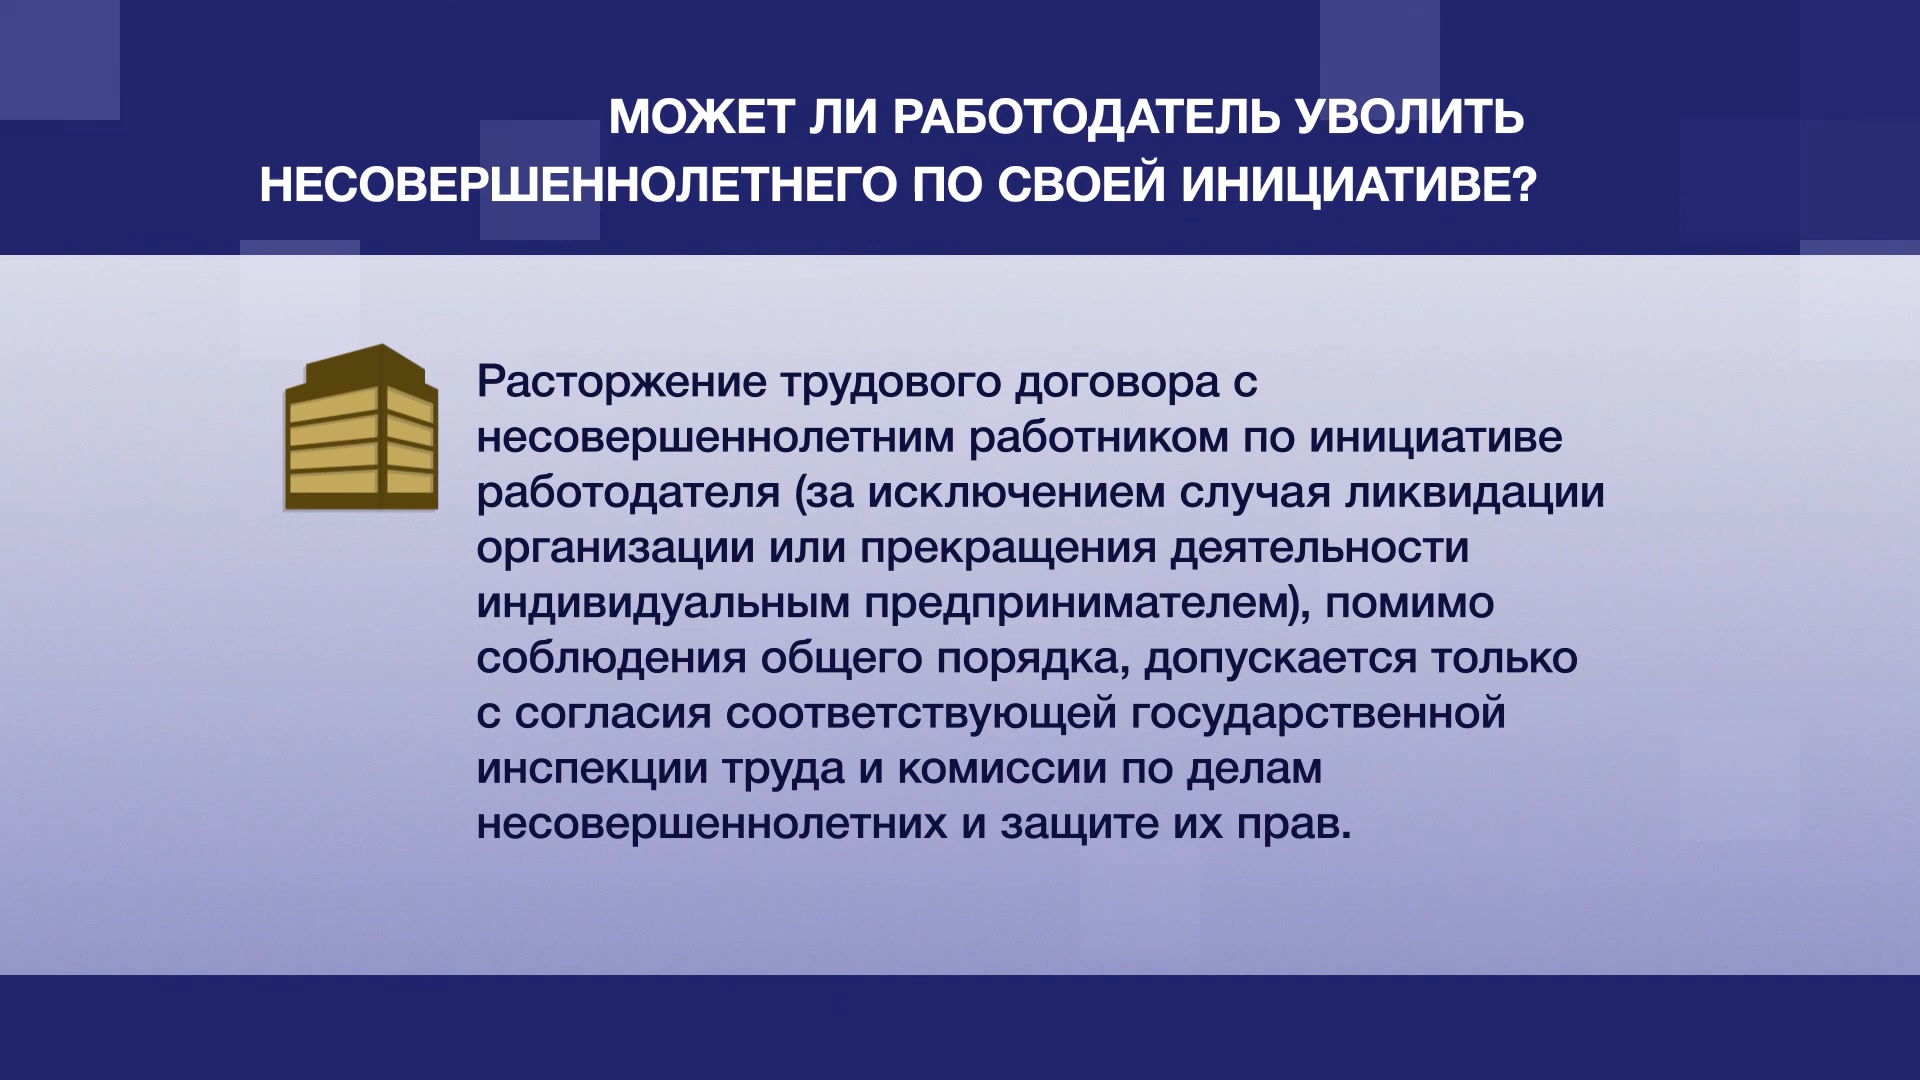 МОЖЕТ ЛИ РАБОТОДАТЕЛЬ УВОЛИТЬ
НЕСОВЕРШЕННОЛЕТНЕГО ПО СВОЕЙ ИНИЦИАТИВЕ?
Расторжение трудового договора с
несовершеннолетним работником по инициативе
работодателя (за исключением случая ликвидации
организации или прекращения деятельности
индивидуальным предпринимателем), помимо
соблюдения общего порядка, допускается только
с согласия соответствующей государственной
инспекции труда и комиссии по делам
несовершеннолетних и защите их прав.